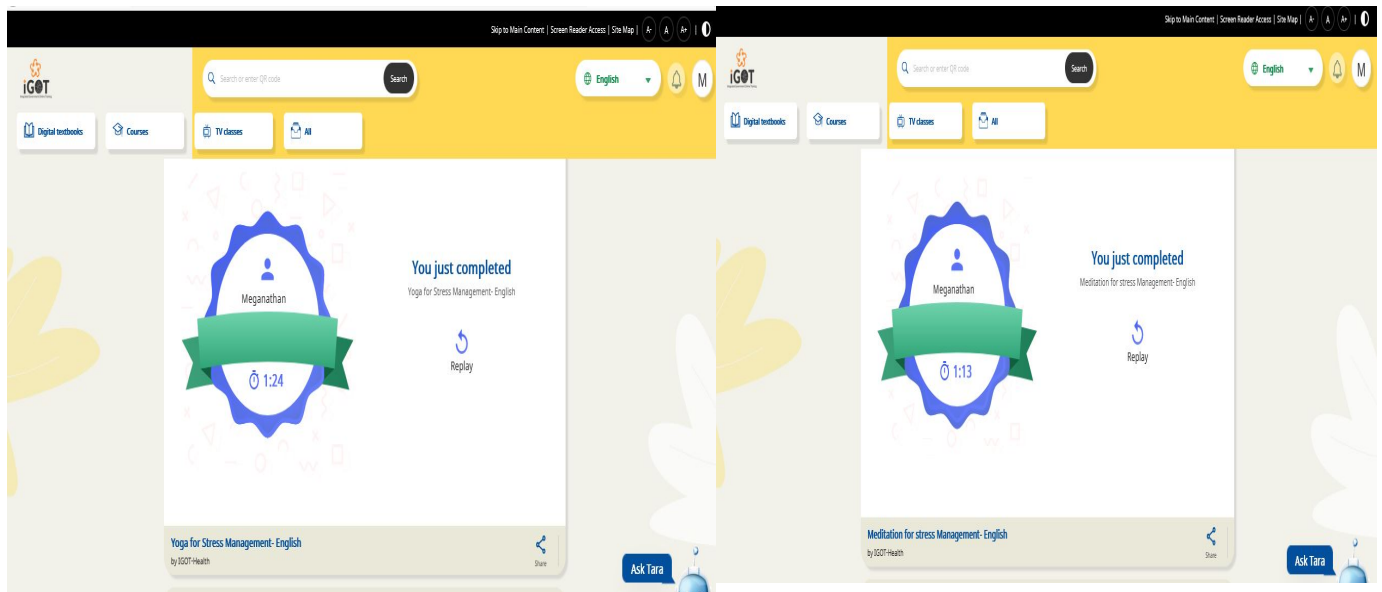 Skip to Main Content | Screen Reader Access | Site Map | A- A A+ |
iGOT
Search or enter QR code
Search
English
M
Digital textbooks
Courses
TV classes
All
Meganathan
1:24
You just completed
Yoga for Stress Management- English
Replay
Yoga for Stress Management- English
by IGOT-Health
Share
Ask Tara
Skip to Main Content | Screen Reader Access | Site Map | A- A A+ |
iGOT
Search or enter QR code
Search
English
M
Digital textbooks
Courses
TV classes
All
Meganathan
1:13
You just completed
Meditation for stress Management- English
Replay
Meditation for stress Management- English
by IGOT-Health
Share
Ask Tara